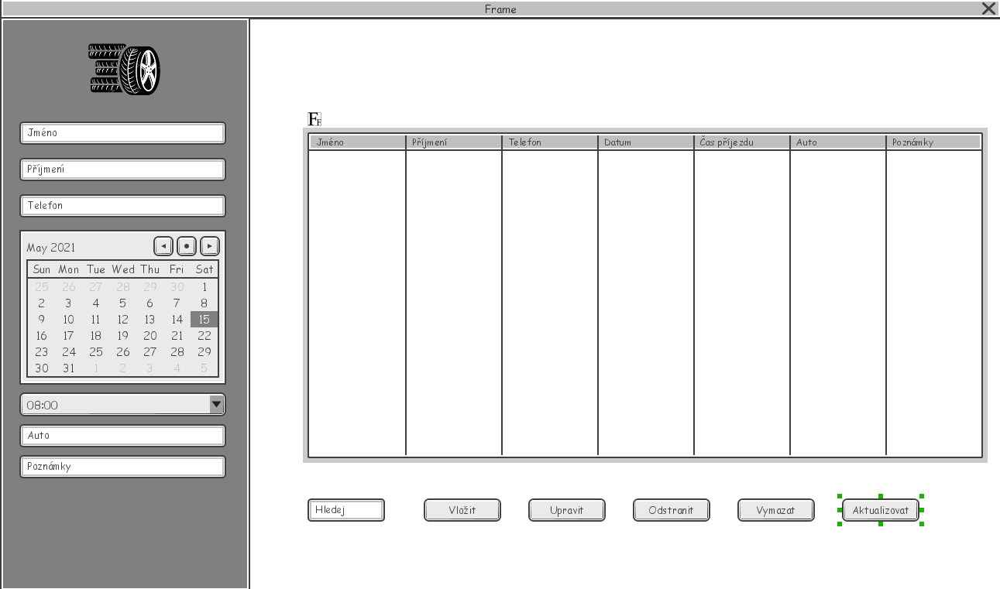 Frame
Jméno
Příjmení
Telefon
May 2021
Sun Mon Tue Wed Thu Fri Sat
25 26 27 28 29 30 1
2 3 4 5 6 7 8
9 10 11 12 13 14 15
16 17 18 19 20 21 22
23 24 25 26 27 28 29
30 31 1 2 3 4 5
08:00
Auto
Poznámky
FF
Jméno Příjmení Telefon Datum Čas příjezdu Auto Poznámky
Hledej Vložit Upravit Odstranit Vymazat Aktualizovat